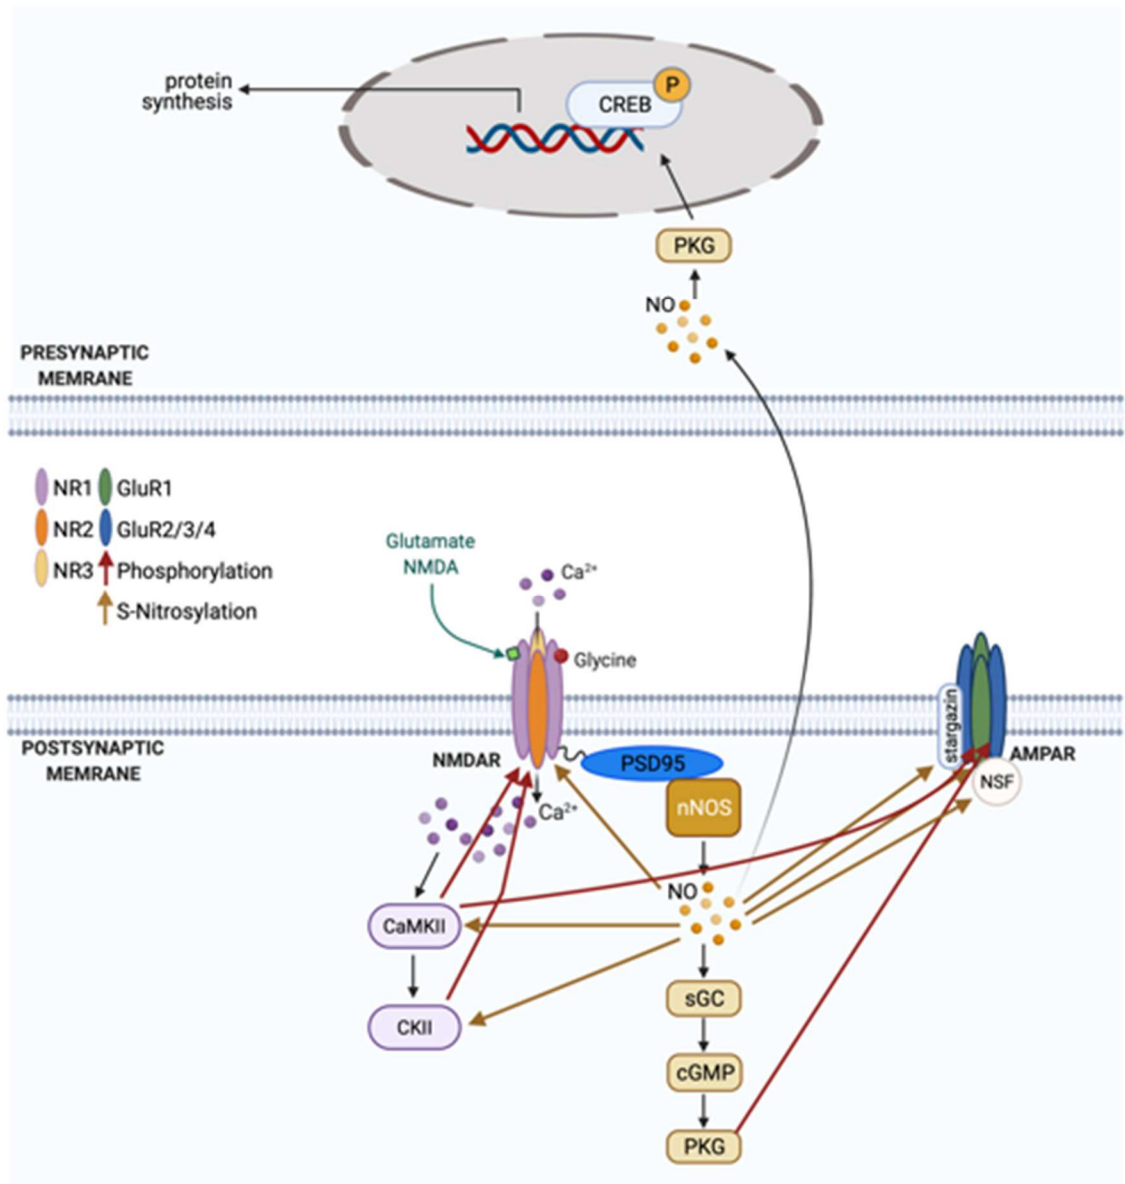 protein
synthesis
P
CREB
PKG
NO
PRESYNAPTIC
MEMRANE
NR1 GluR1
NR2 GluR2/3/4
NR3 Phosphorylation
S-Nitrosylation
Glutamate
NMDA
Ca²⁺
Glycine
stargazin
POSTSYNAPTIC
MEMRANE
NMDAR
PSD95
AMPAR
NSF
nNOS
Ca²⁺
NO
CaMKII
sGC
CKII
cGMP
PKG